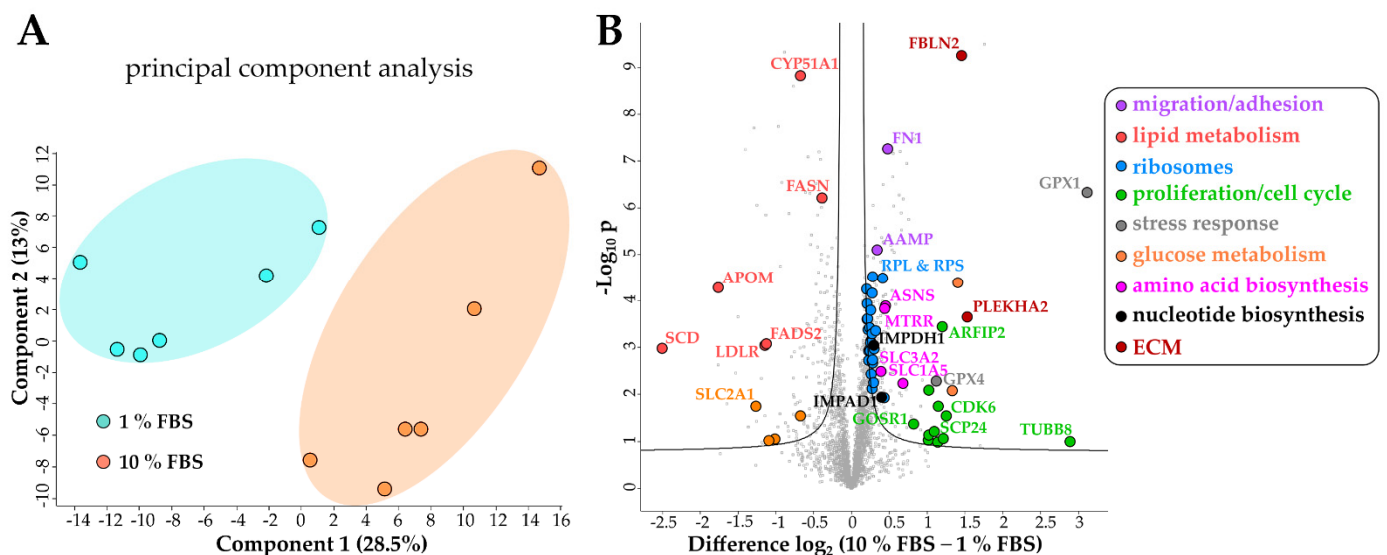 A
principal component analysis
Component 2 (13%)
12
10
8
6
4
2
0
-2
-4
-6
-8
-10
1 % FBS
10 % FBS
-14 -12 -10 -8 -6 -4 -2 0 2 4 6 8 10 12 14 16
Component 1 (28.5%)
B
-Log10 p
9
8
7
6
5
4
3
2
1
0
FBLN2
CYP51A1
FN1
GPX1
FASN
AAMP
RPL & RPS
APOM
ASNS
MTRR
PLEKHA2
ARFIP2
IMPDH1
SCD
FADS2
LDLR
SLC3A2
SLC1A5
GPX4
SLC2A1
IMPAD1
CDK6
GOSR1
SCP24
TUBB8
-2.5 -2 -1.5 -1 -0.5 0 0.5 1 1.5 2 2.5 3
Difference log2 (10 % FBS – 1 % FBS)
migration/adhesion
lipid metabolism
ribosomes
proliferation/cell cycle
stress response
glucose metabolism
amino acid biosynthesis
nucleotide biosynthesis
ECM